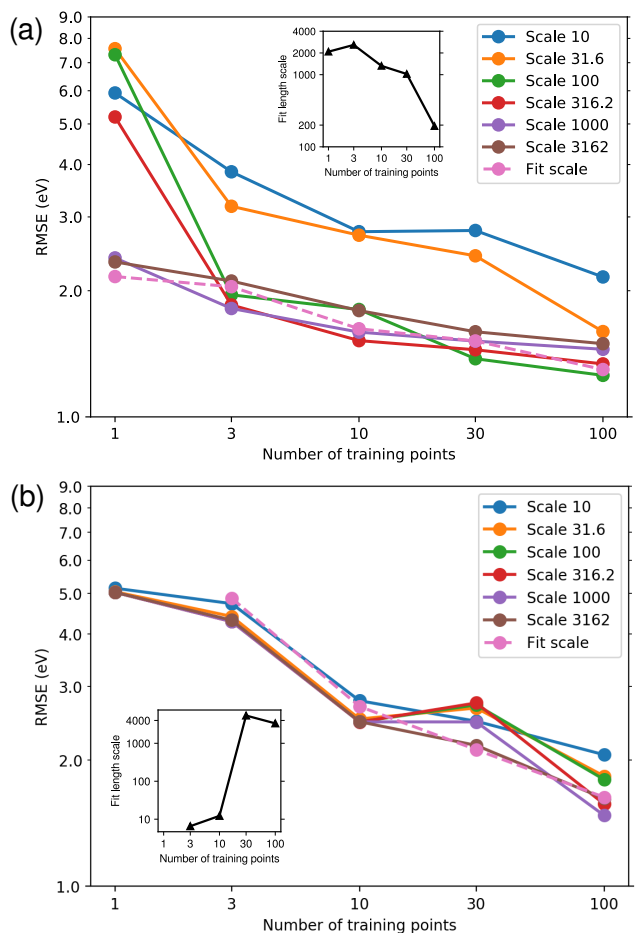 (a)
9.0
8.0
7.0
6.0
5.0
4.0
3.0
2.0
1.0
RMSE (eV)
1 3 10 30 100
Number of training points
4000
2000
1000
200
100
Fit length scale
1 3 10 30 100
Number of training points
Scale 10
Scale 31.6
Scale 100
Scale 316.2
Scale 1000
Scale 3162
Fit scale
(b)
9.0
8.0
7.0
6.0
5.0
4.0
3.0
2.0
1.0
RMSE (eV)
1 3 10 30 100
Number of training points
4000
1000
100
10
Fit length scale
1 3 10 30 100
Number of training points
Scale 10
Scale 31.6
Scale 100
Scale 316.2
Scale 1000
Scale 3162
Fit scale